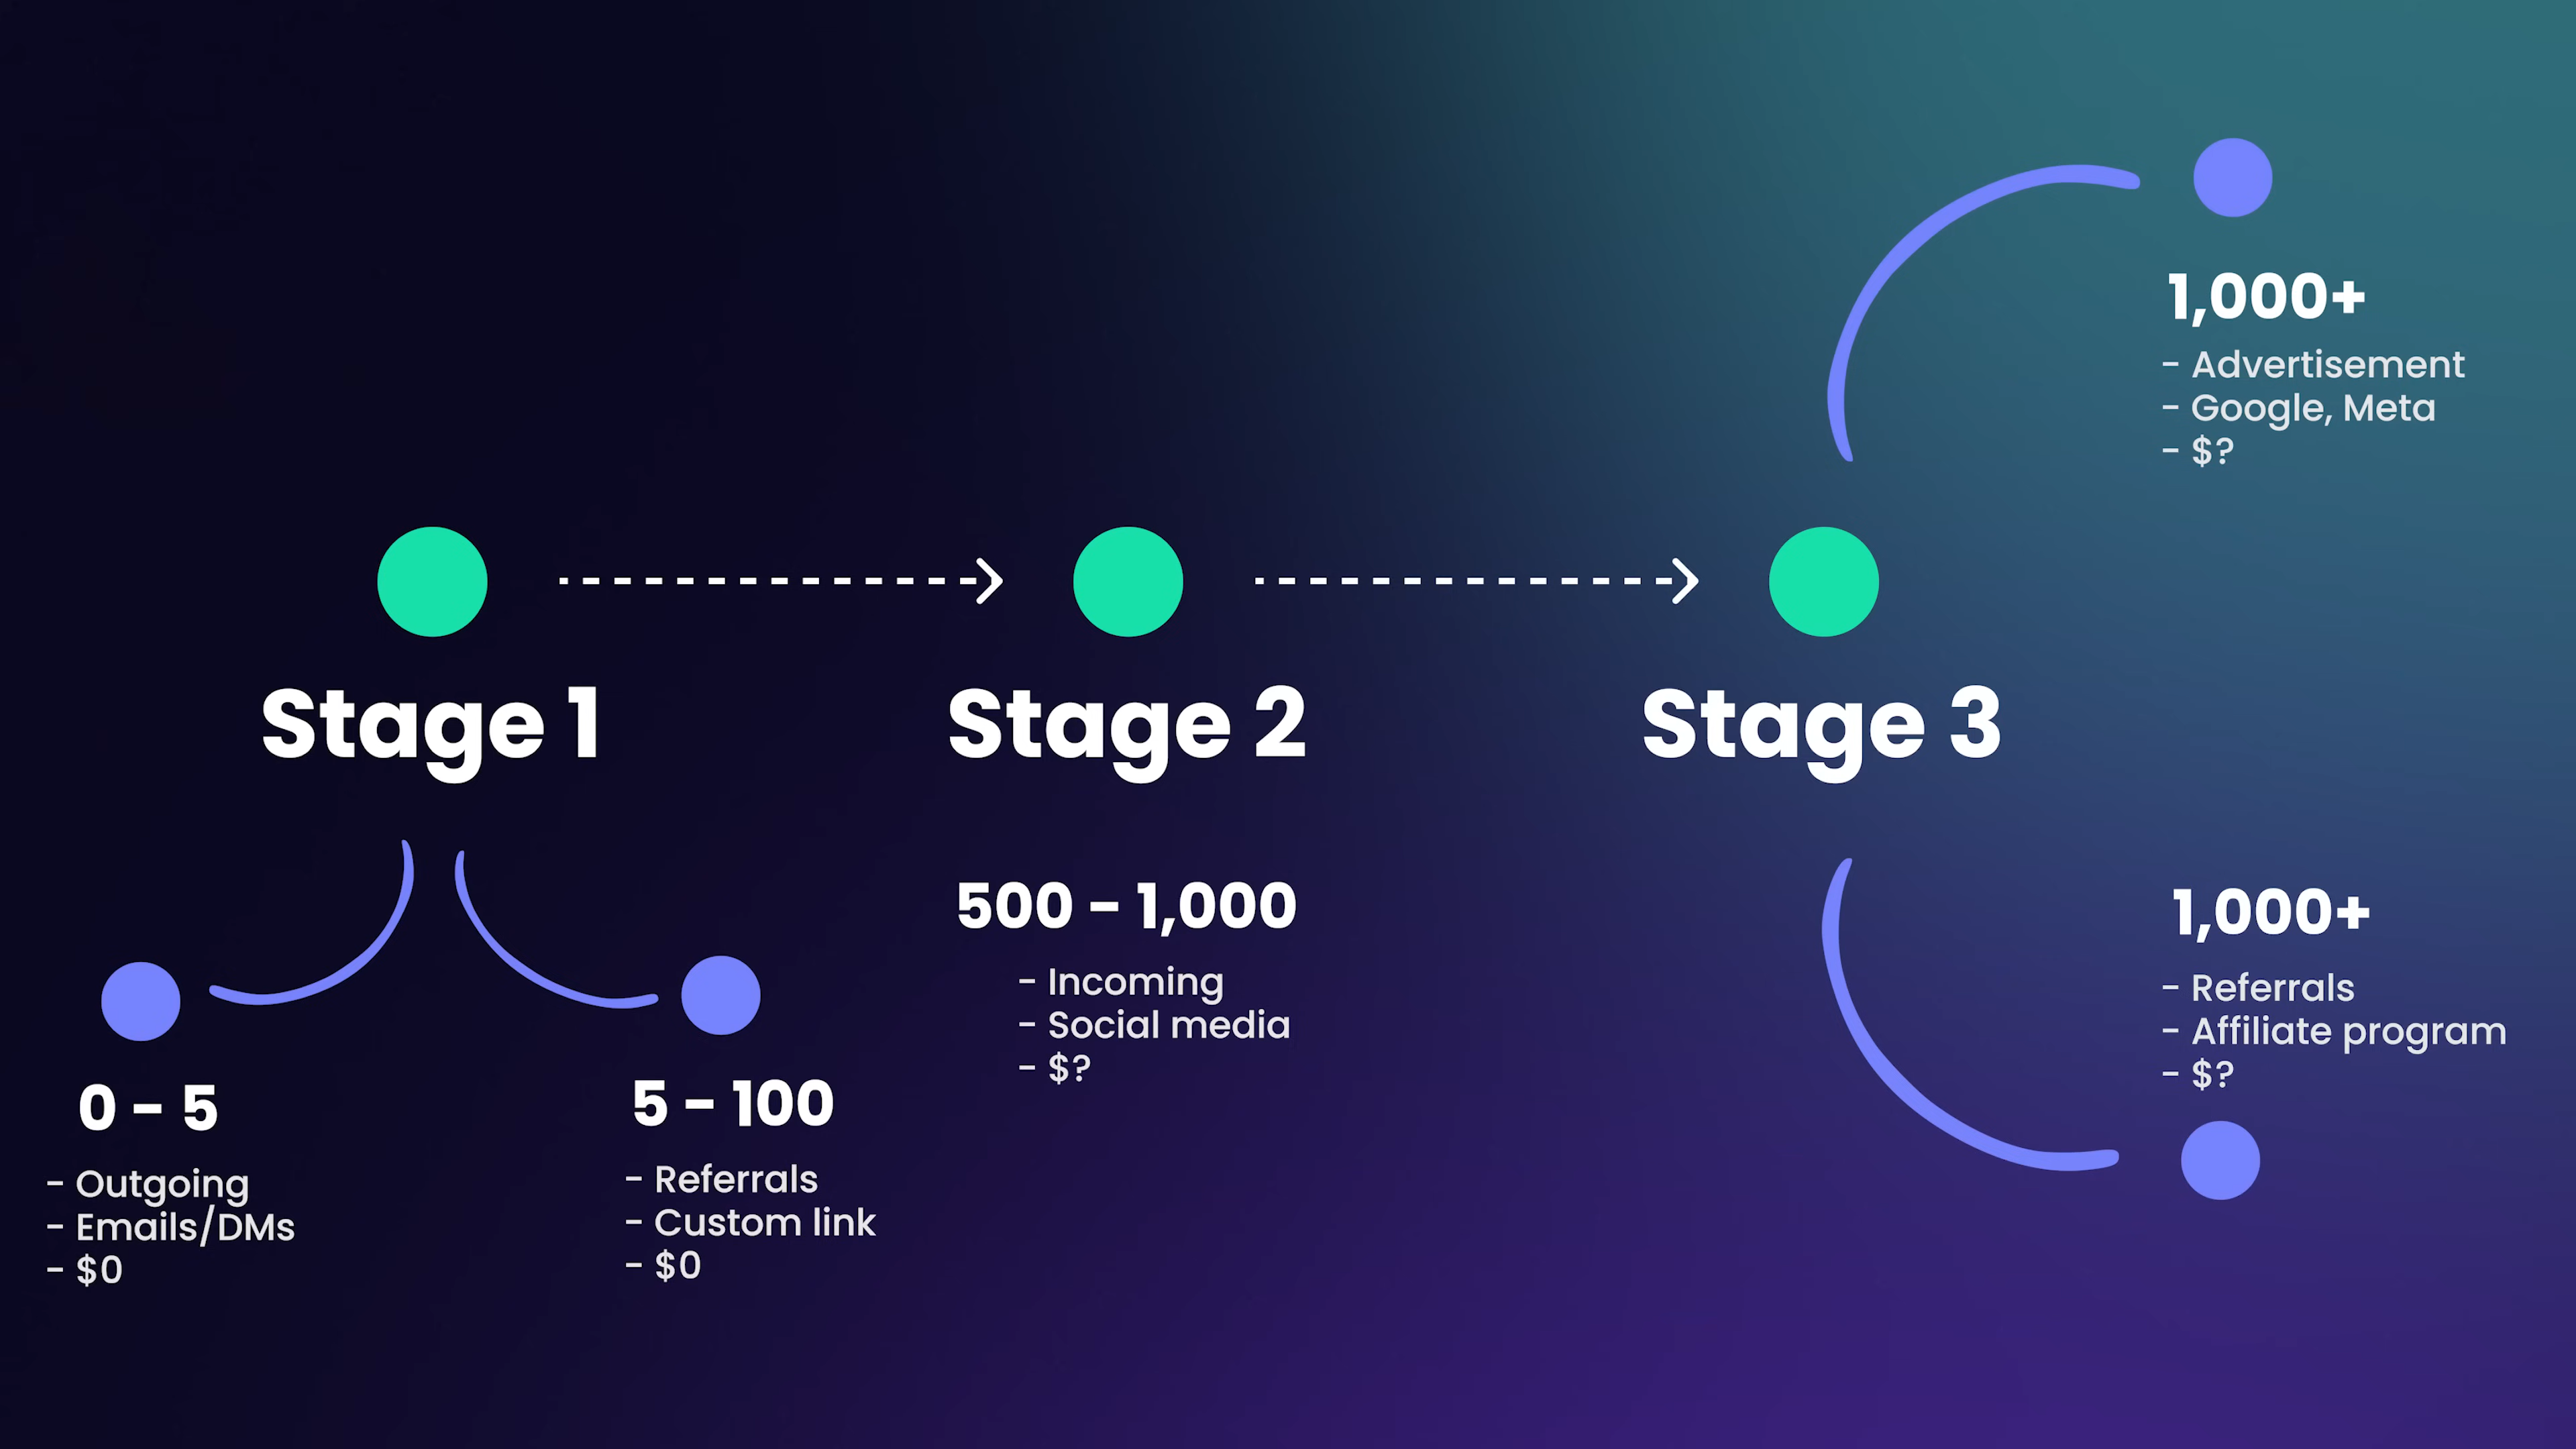 Stage 1
0 – 5
- Outgoing
- Emails/DMs
- $0
5 – 100
- Referrals
- Custom link
- $0
Stage 2
500 – 1,000
- Incoming
- Social media
- $?
Stage 3
1,000+
- Advertisement
- Google, Meta
- $?
1,000+
- Referrals
- Affiliate program
- $?